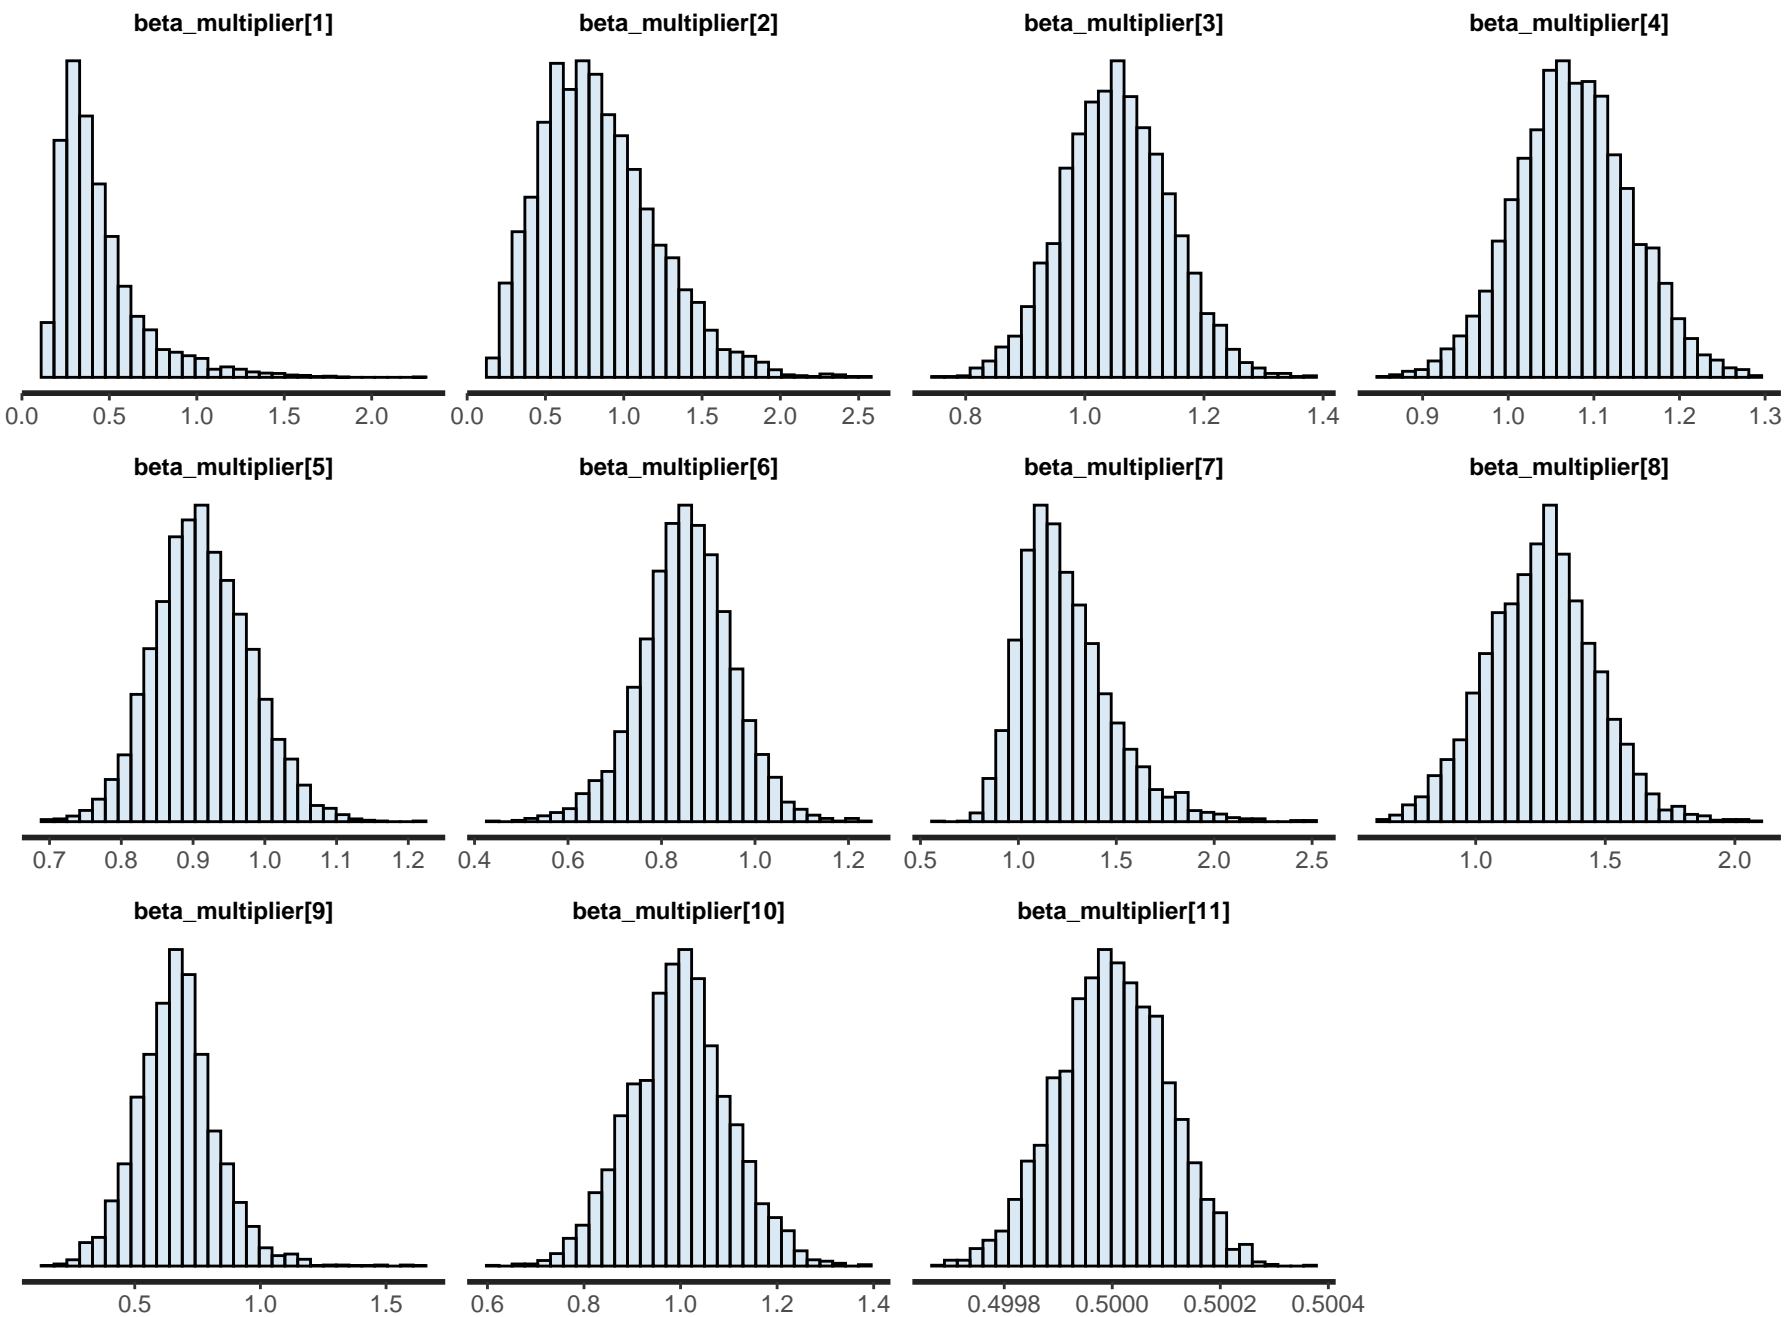 beta_multiplier[1] beta_multiplier[2] beta_multiplier[3] beta_multiplier[4]
0.0 0.5 1.0 1.5 2.0 0.0 0.5 1.0 1.5 2.0 2.5 0.8 1.0 1.2 1.4 0.9 1.0 1.1 1.2 1.3
beta_multiplier[5] beta_multiplier[6] beta_multiplier[7] beta_multiplier[8]
0.7 0.8 0.9 1.0 1.1 1.2 0.4 0.6 0.8 1.0 1.2 0.5 1.0 1.5 2.0 2.5 1.0 1.5 2.0
beta_multiplier[9] beta_multiplier[10] beta_multiplier[11]
0.5 1.0 1.5 0.6 0.8 1.0 1.2 1.4 0.4998 0.5000 0.5002 0.5004